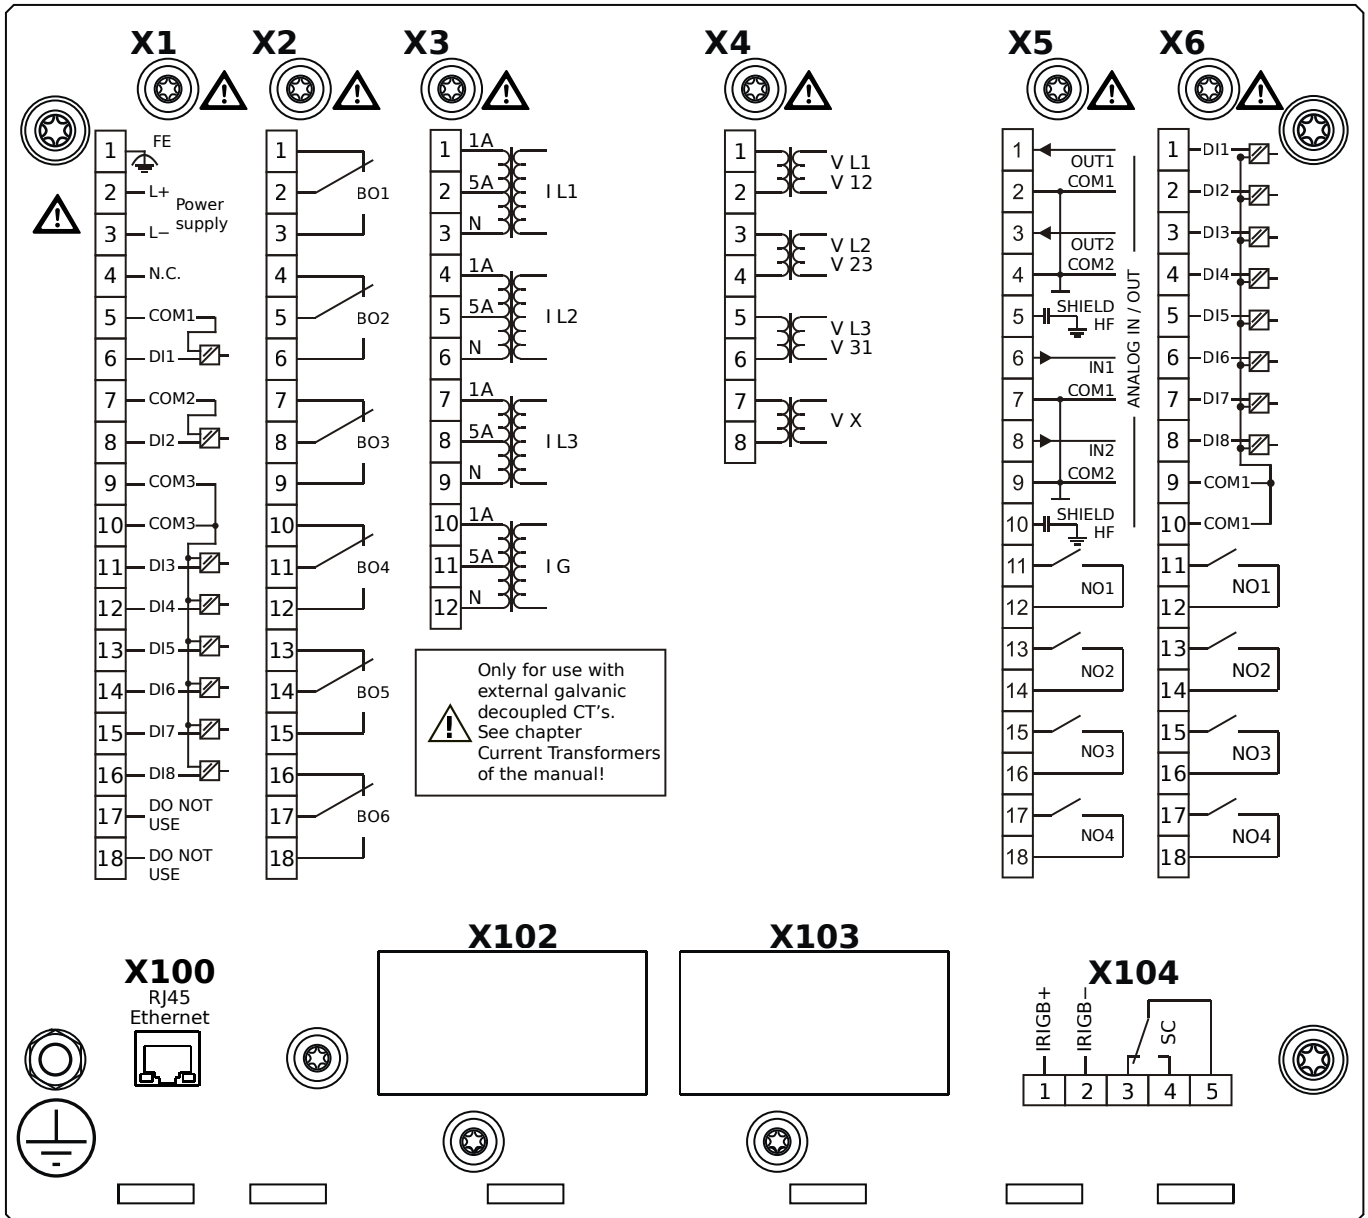 X1
X2
X3
X4
X5
X6
1
FE
2
L+
Power
supply
3
L−
4
N.C.
5
COM1
6
DI1
7
COM2
8
DI2
9
COM3
10
COM3
11
DI3
12
DI4
13
DI5
14
DI6
15
DI7
16
DI8
17
DO NOT
USE
18
DO NOT
USE
1
2
BO1
3
4
5
BO2
6
7
8
BO3
9
10
11
BO4
12
13
14
BO5
15
16
17
BO6
18
1
1A
2
5A
I L1
3
N
4
1A
5
5A
I L2
6
N
7
1A
8
5A
I L3
9
N
10
1A
11
5A
I G
12
N
Only for use with
external galvanic
decoupled CT's.
See chapter
Current Transformers
of the manual!
1
2
V L1
V 12
3
4
V L2
V 23
5
6
V L3
V 31
7
8
V X
1
OUT1
2
COM1
3
OUT2
4
COM2
5
SHIELD
HF
6
IN1
7
COM1
8
IN2
9
COM2
10
SHIELD
HF
ANALOG IN / OUT
11
NO1
12
13
NO2
14
15
NO3
16
17
NO4
18
1
DI1
2
DI2
3
DI3
4
DI4
5
DI5
6
DI6
7
DI7
8
DI8
9
COM1
10
COM1
11
NO1
12
13
NO2
14
15
NO3
16
17
NO4
18
X100
RJ45
Ethernet
X102
X103
X104
IRIGB+
IRIGB−
SC
1 2 3 4 5